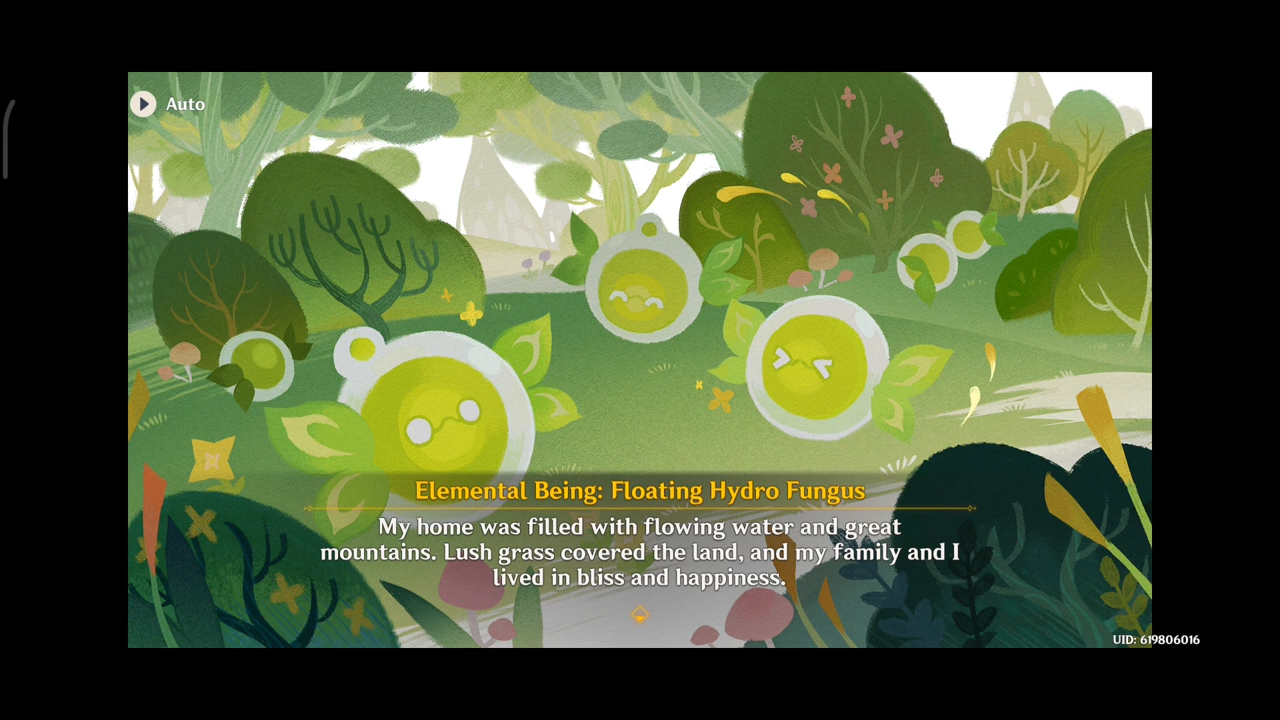 Auto
Elemental Being: Floating Hydro Fungus
My home was filled with flowing water and great
mountains. Lush grass covered the land, and my family and I
lived in bliss and happiness.
UID: 619806016